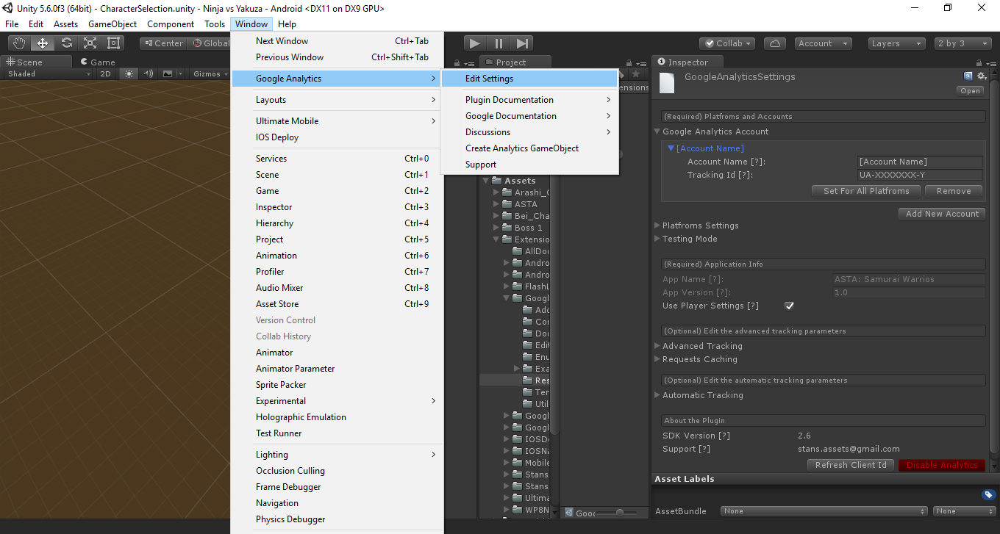 Unity 5.6.0f3 (64bit) - CharacterSelection.unity - Ninja vs Yakuza - Android <DX11 on DX9 GPU>
File Edit Assets GameObject Component Tools Window Help
Center Global Collab Account Layers 2 by 3
Scene Game
Shaded 2D Gizmos
Next Window Ctrl+Tab
Previous Window Ctrl+Shift+Tab
Google Analytics
Layouts
Ultimate Mobile
IOS Deploy
Services Ctrl+0
Scene Ctrl+1
Game Ctrl+2
Inspector Ctrl+3
Hierarchy Ctrl+4
Project Ctrl+5
Animation Ctrl+6
Profiler Ctrl+7
Audio Mixer Ctrl+8
Asset Store Ctrl+9
Version Control
Collab History
Animator
Animator Parameter
Sprite Packer
Experimental
Holographic Emulation
Test Runner
Lighting
Occlusion Culling
Frame Debugger
Navigation
Physics Debugger
Edit Settings
Plugin Documentation
Google Documentation
Discussions
Create Analytics GameObject
Support
Project
ensions
Assets
Arashi_C
ASTA
Bei_Cha
Boss 1
Extensio
AllDoc
Andro
Andro
FlashL
Googl
Add
Cor
Doc
Edit
Enu
Exa
Res
Ter
Util
Googl
Googl
IOSDe
IOSNa
Mobile
Stans
Stans
Ultima
WP8N
Gooc
Inspector
GoogleAnalyticsSettings
Open
(Required) Platfroms and Accounts
Google Analytics Account
[Account Name]
Account Name [?]: [Account Name]
Tracking Id [?]: UA-XXXXXXX-Y
Set For All Platfroms Remove
Add New Account
Platfroms Settings
Testing Mode
(Required) Application Info
App Name [?]: ASTA: Samurai Warrios
App Version [?]: 1.0
Use Player Settings [?]
(Optional) Edit the advanced tracking parameters
Advanced Tracking
Requests Caching
(Optional) Edit the automatic tracking parameters
Automatic Tracking
About the Plugin
SDK Version [?] 2.6
Support [?] stans.assets@gmail.com
Refresh Client Id Disable Analytics
Asset Labels
AssetBundle None None